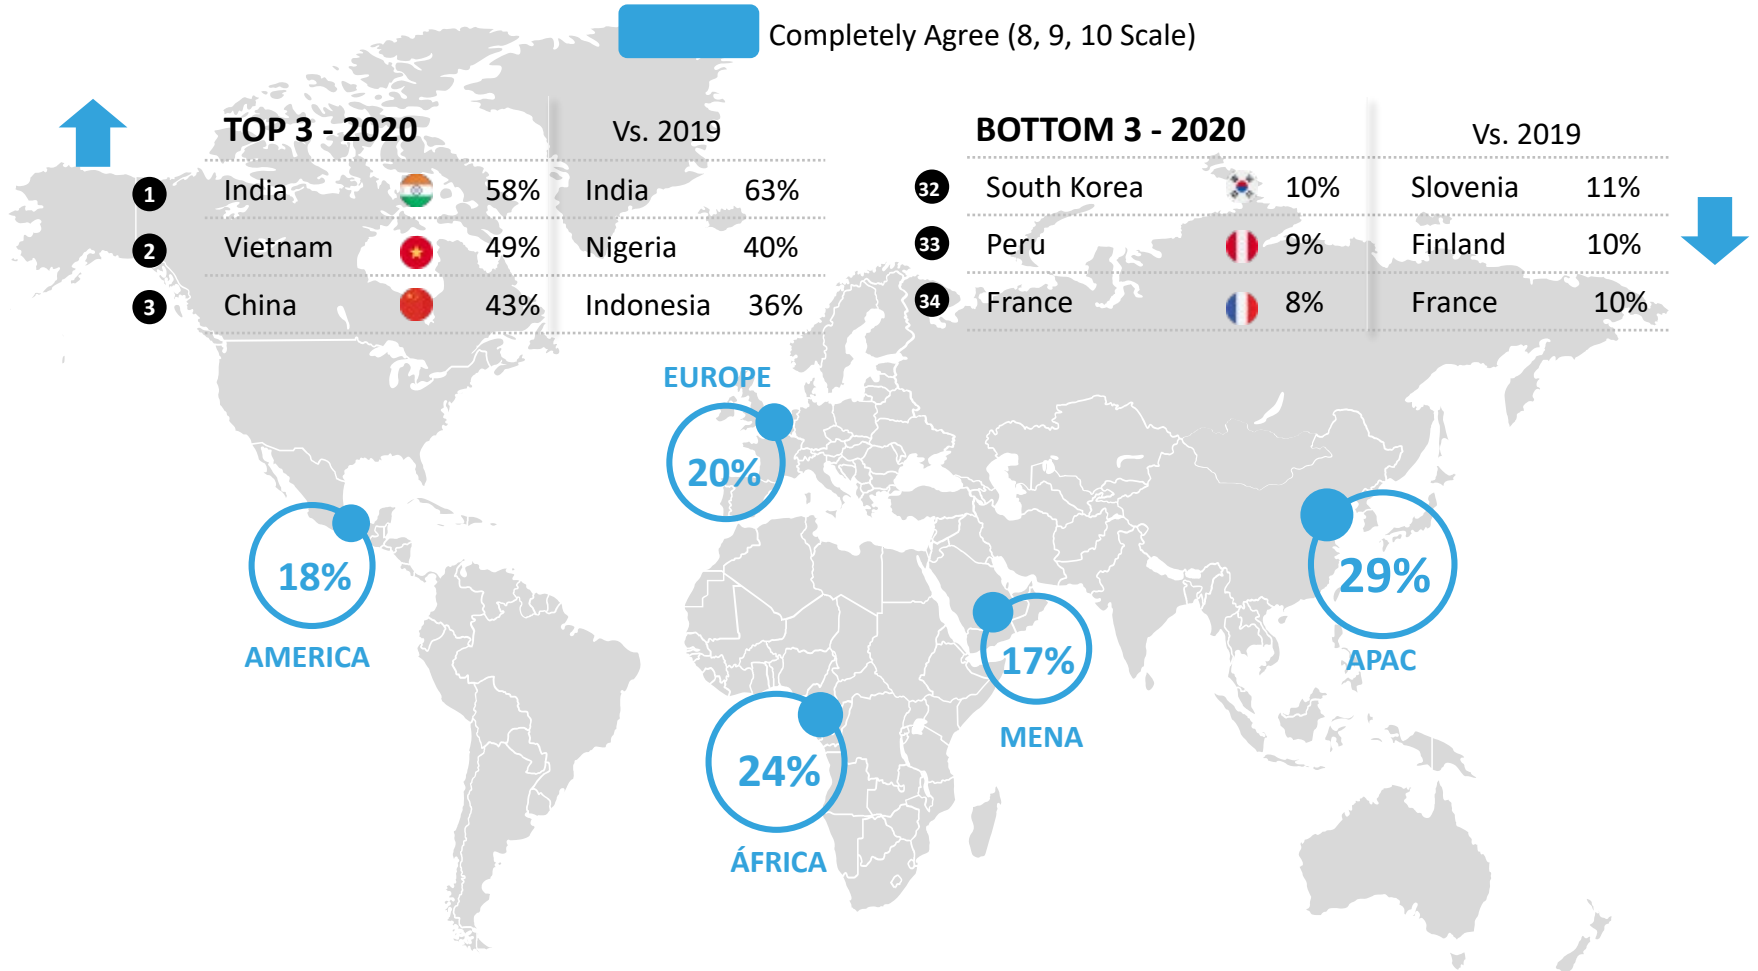 Completely Agree (8, 9, 10 Scale)
TOP 3 - 2020 Vs. 2019
1 India 58% India 63%
2 Vietnam 49% Nigeria 40%
3 China 43% Indonesia 36%
BOTTOM 3 - 2020 Vs. 2019
32 South Korea 10% Slovenia 11%
33 Peru 9% Finland 10%
34 France 8% France 10%
EUROPE
20%
18%
AMERICA
29%
APAC
17%
MENA
24%
ÁFRICA